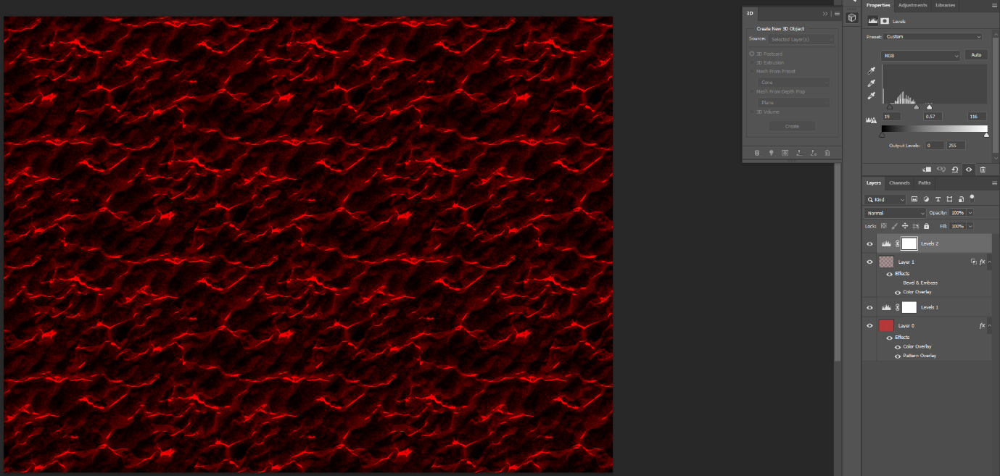 3D
Create New 3D Object
Source:
Selected Layer(s)
3D Postcard
3D Extrusion
Mesh From Preset
Cone
Mesh From Depth Map
Plane
3D Volume
Create
Properties Adjustments Libraries
Levels
Preset: Custom
RGB
Auto
19 0.57 116
Output Levels: 0 255
Layers Channels Paths
Kind
Normal Opacity: 100%
Lock: Fill: 100%
Levels 2
Layer 1 fx
Effects
Bevel & Emboss
Color Overlay
Levels 1
Layer 0 fx
Effects
Color Overlay
Pattern Overlay